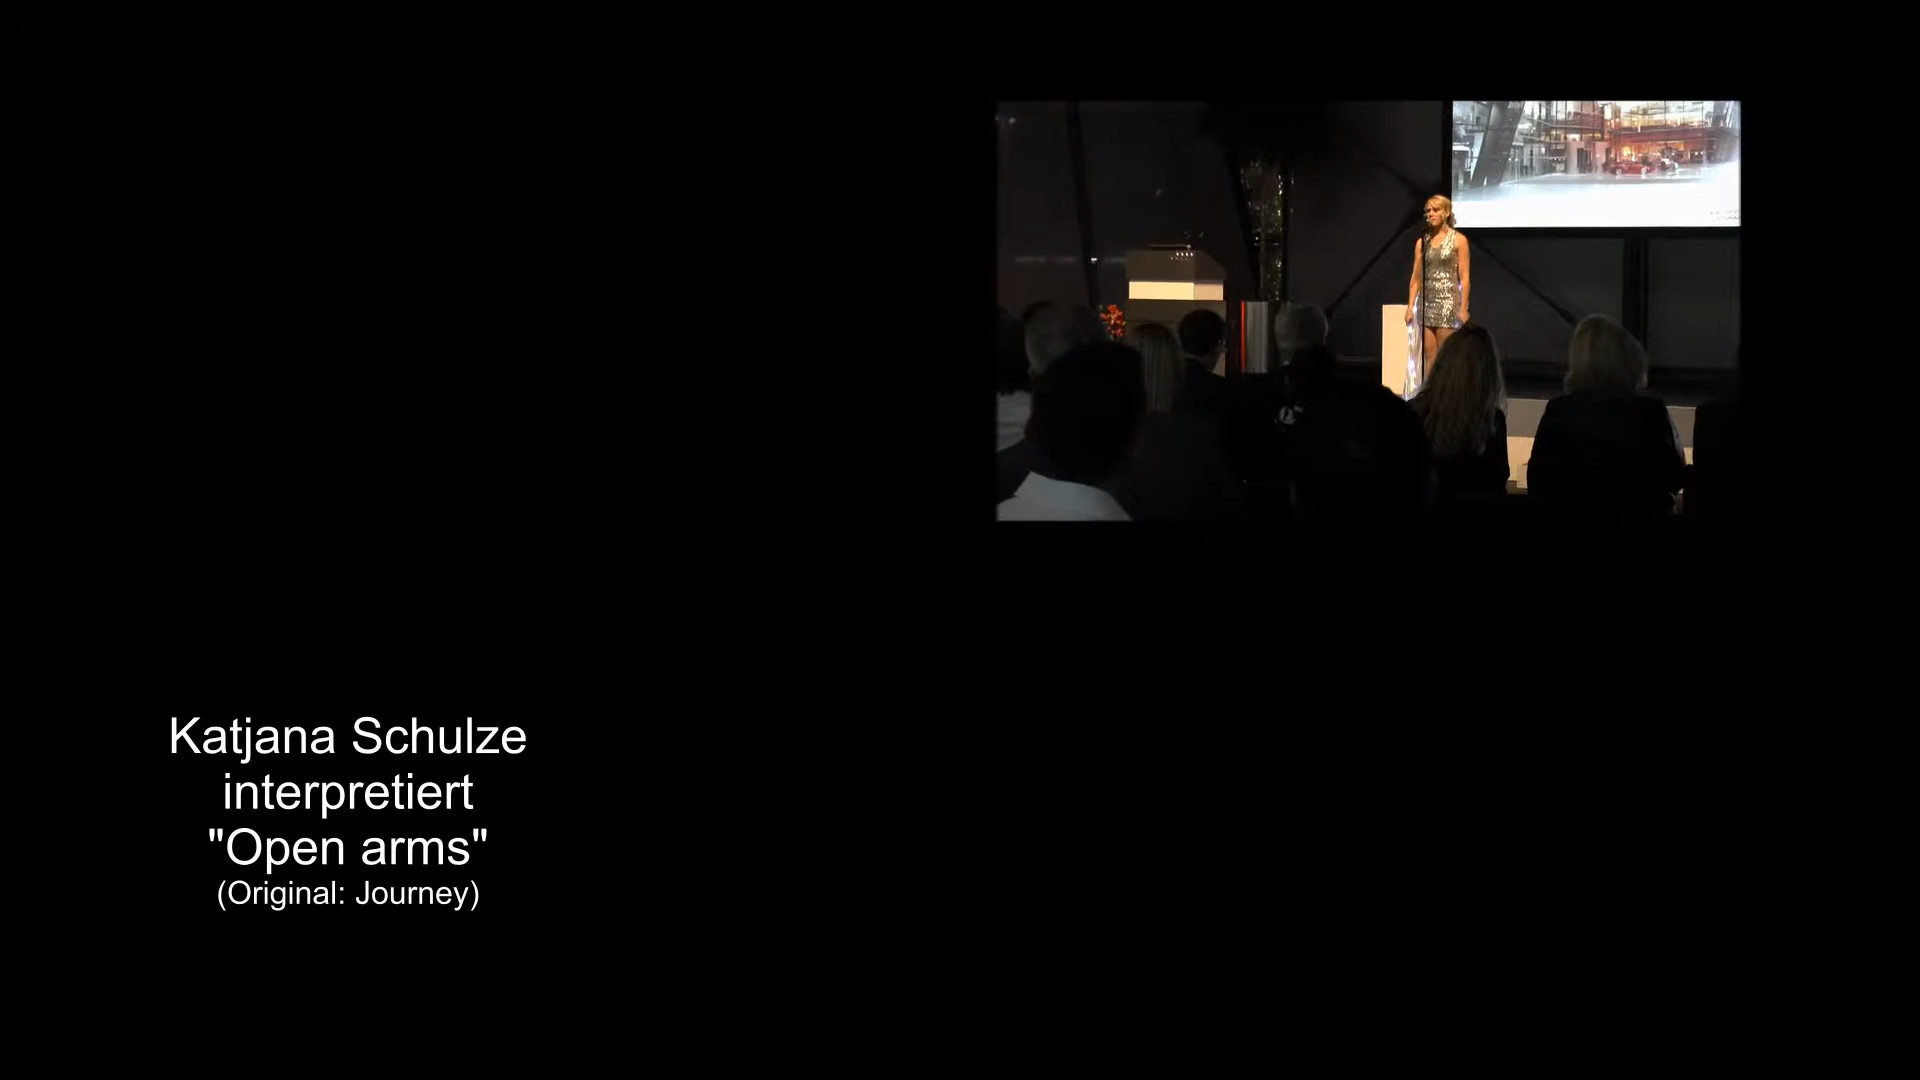 Katjana Schulze
interpretiert
"Open arms"
(Original: Journey)